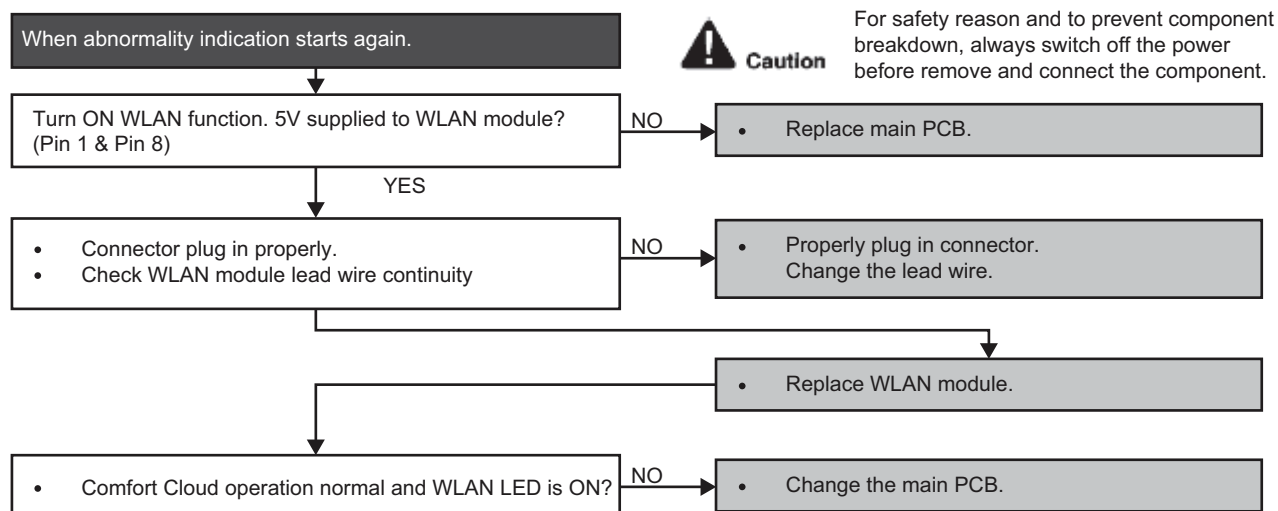 When abnormality indication starts again.
Caution
For safety reason and to prevent component
breakdown, always switch off the power
before remove and connect the component.
Turn ON WLAN function. 5V supplied to WLAN module?
(Pin 1 & Pin 8)
NO
• Replace main PCB.
YES
• Connector plug in properly.
• Check WLAN module lead wire continuity
NO
• Properly plug in connector.
Change the lead wire.
• Replace WLAN module.
• Comfort Cloud operation normal and WLAN LED is ON?
NO
• Change the main PCB.